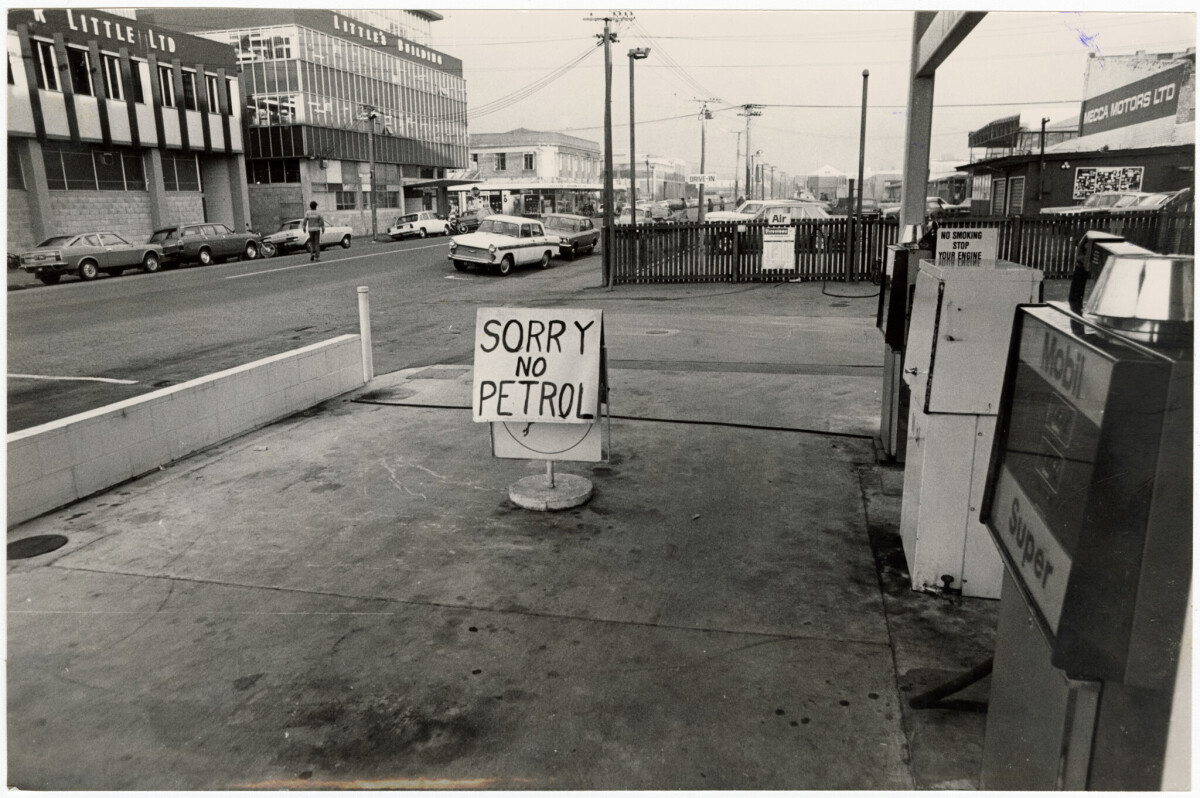 K LITTLE LTD
LITTLE'S BUILDING
DRIVE-IN
MECCA MOTORS LTD
Air
NO SMOKING
STOP
YOUR ENGINE
SORRY
NO
PETROL
Mobil
Super